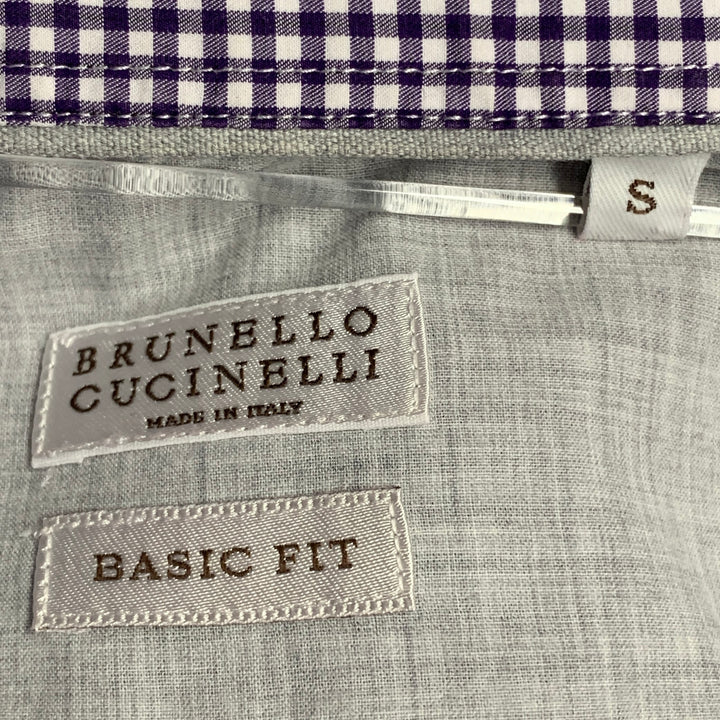 S
BRUNELLO
CUCINELLI
MADE IN ITALY
BASIC FIT